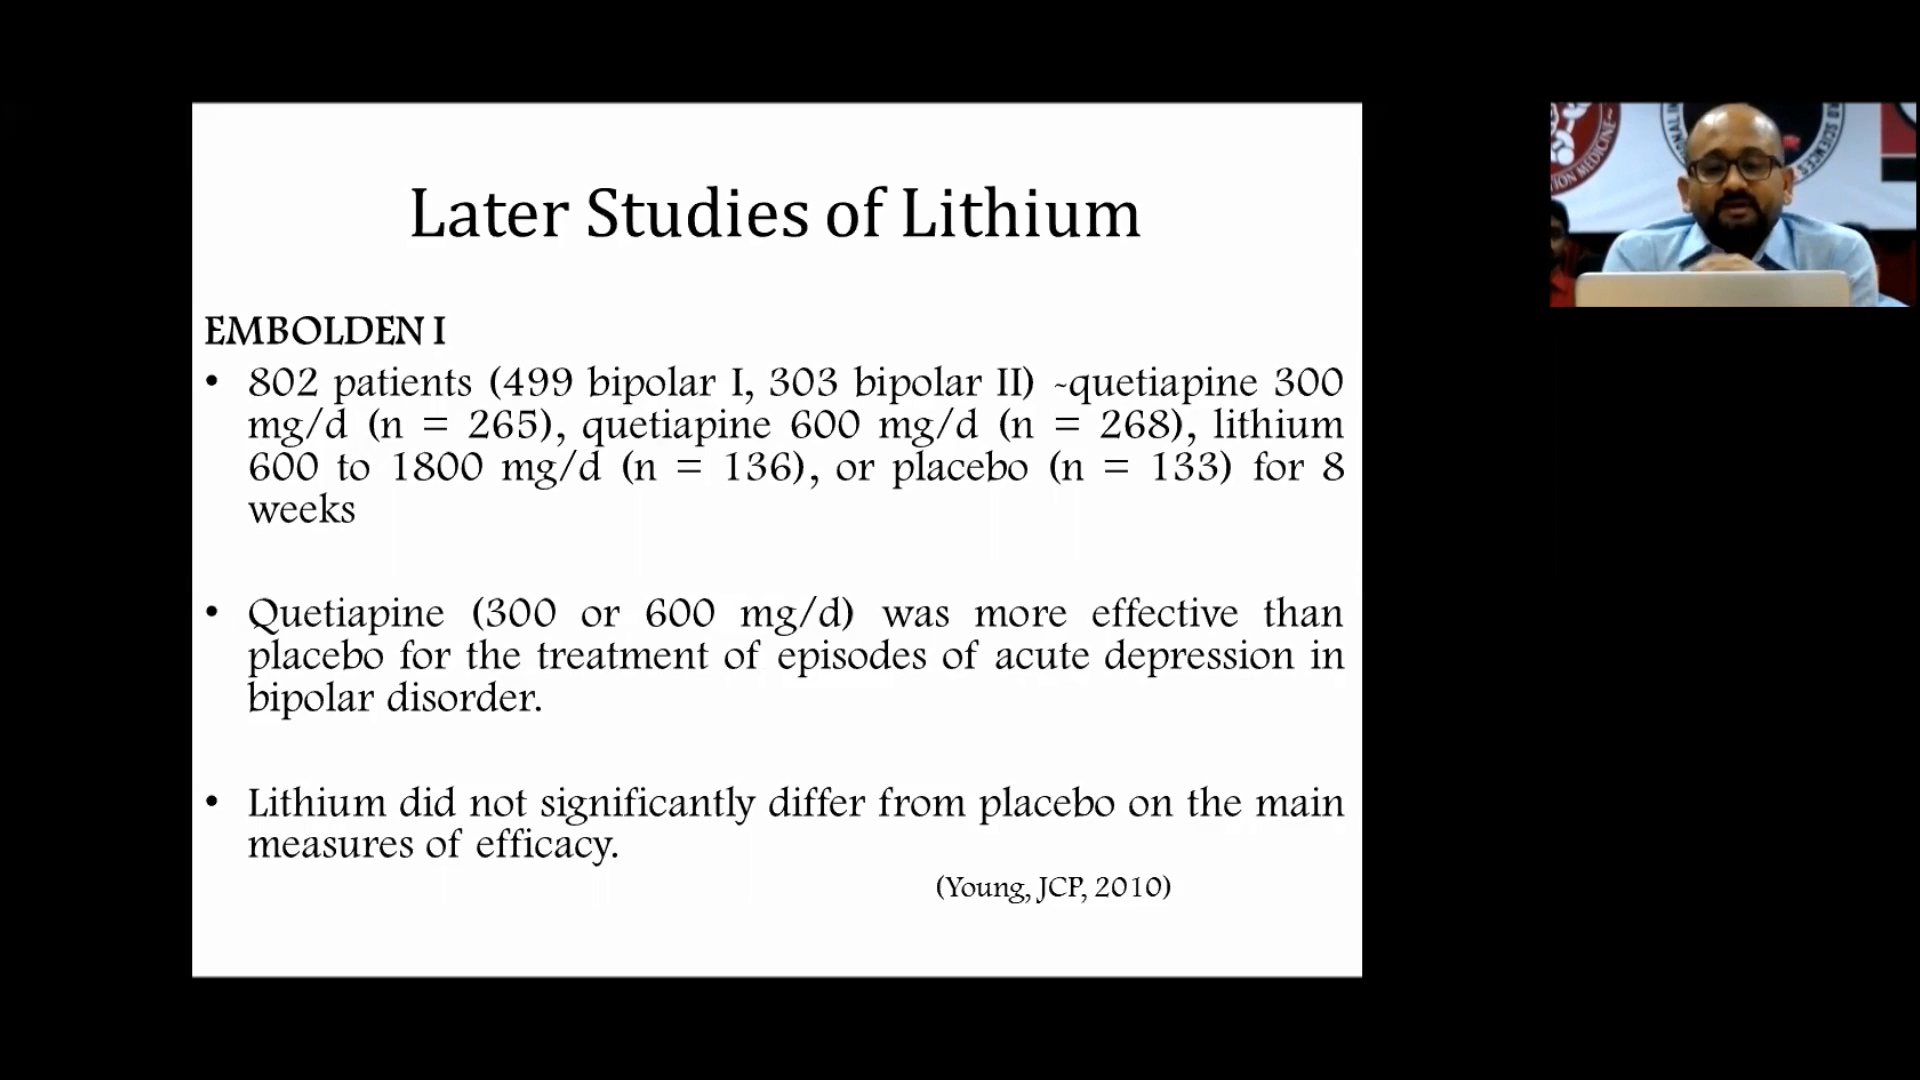 Later Studies of Lithium
EMBOLDEN I
• 802 patients (499 bipolar I, 303 bipolar II) ~quetiapine 300
mg/d (n = 265), quetiapine 600 mg/d (n = 268), lithium
600 to 1800 mg/d (n = 136), or placebo (n = 133) for 8
weeks
• Quetiapine (300 or 600 mg/d) was more effective than
placebo for the treatment of episodes of acute depression in
bipolar disorder.
• Lithium did not significantly differ from placebo on the main
measures of efficacy.
(Young, JCP, 2010)
MEDICINE
SCIENCES